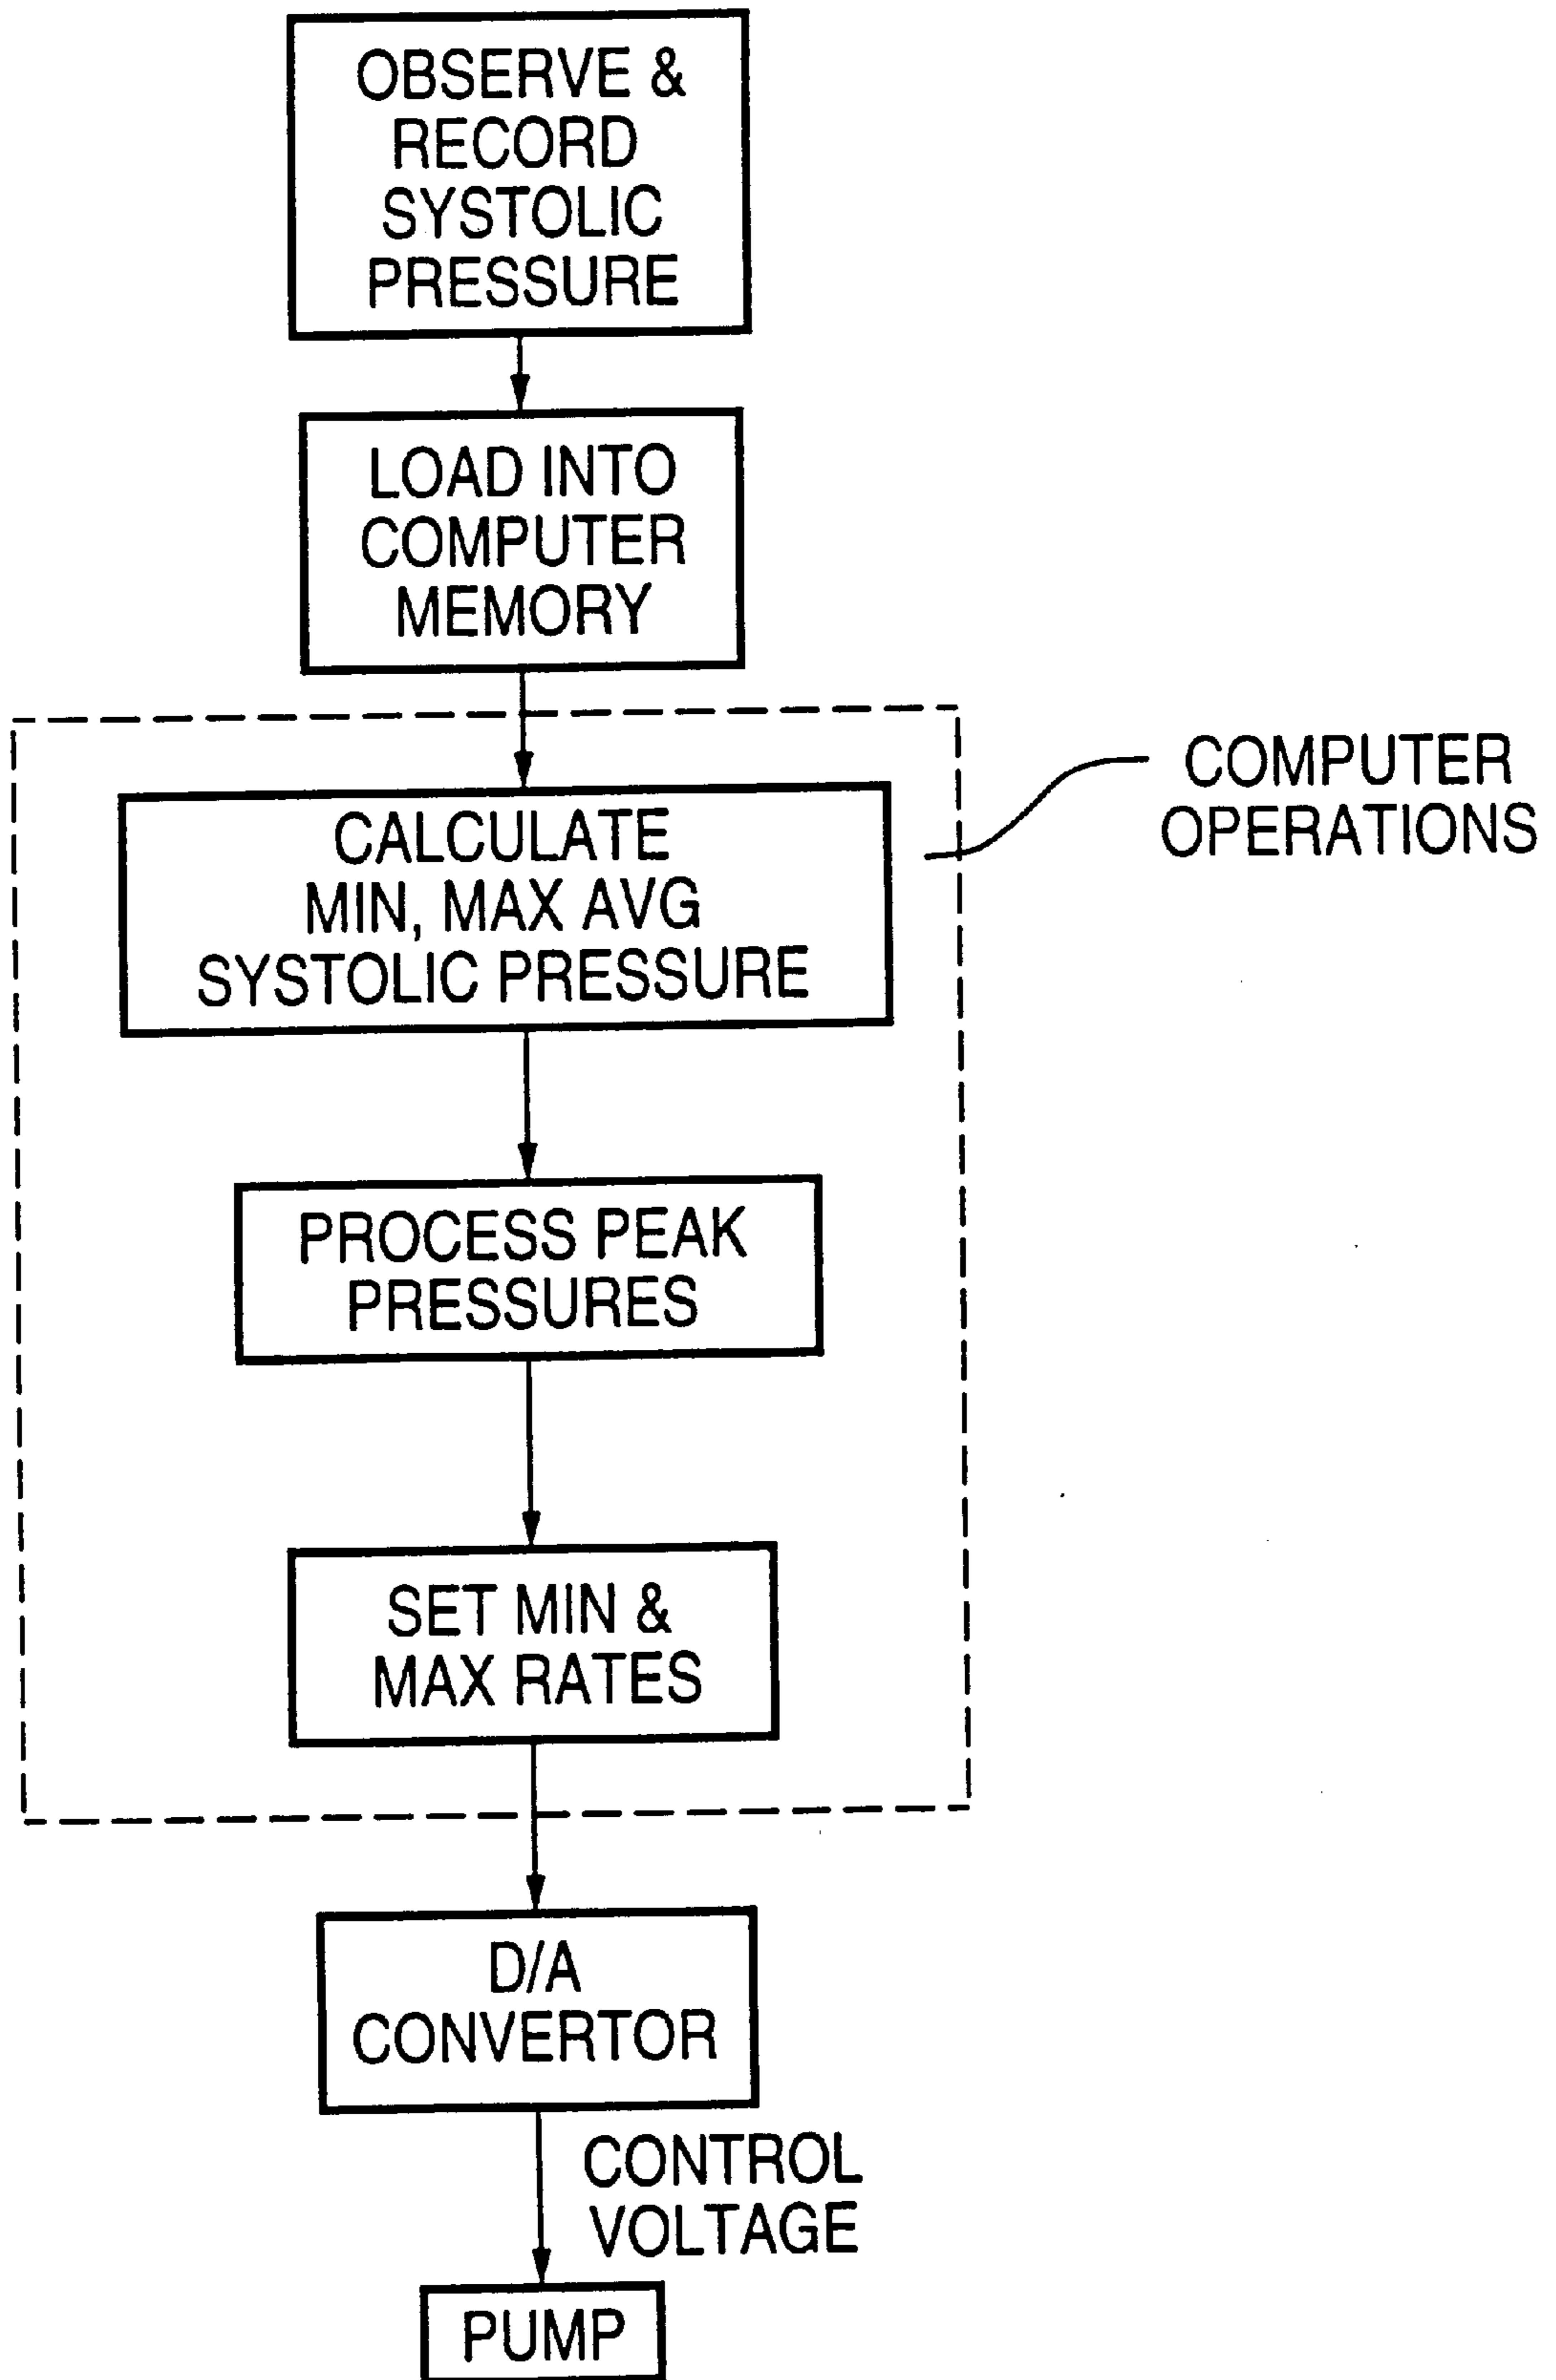 OBSERVE &
RECORD
SYSTOLIC
PRESSURE
LOAD INTO
COMPUTER
MEMORY
COMPUTER
OPERATIONS
CALCULATE
MIN, MAX AVG
SYSTOLIC PRESSURE
PROCESS PEAK
PRESSURES
SET MIN &
MAX RATES
D/A
CONVERTOR
CONTROL
VOLTAGE
PUMP